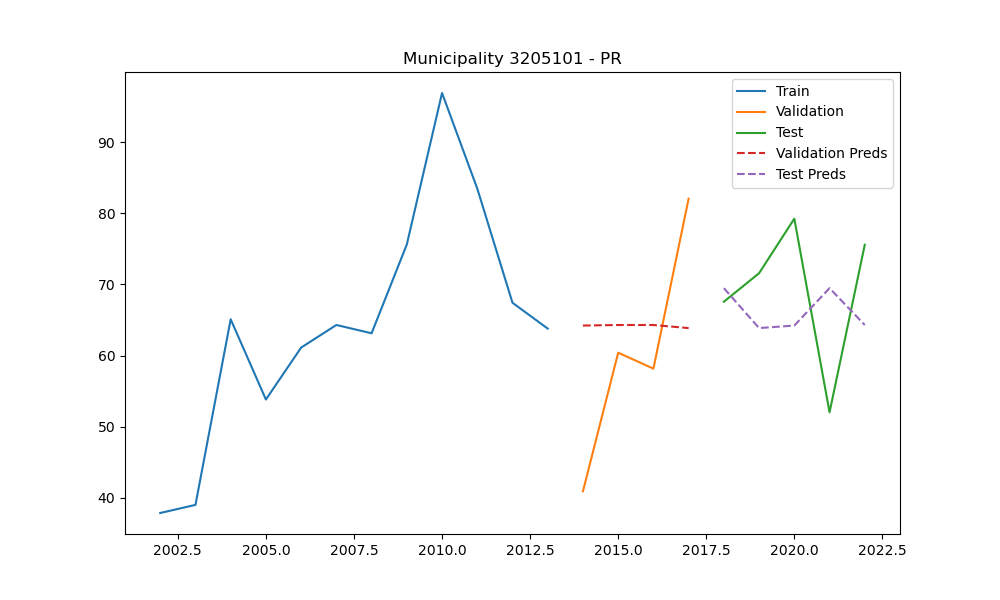 Municipality 3205101 - PR
Train
Validation
Test
Validation Preds
Test Preds
90
80
70
60
50
40
2002.5 2005.0 2007.5 2010.0 2012.5 2015.0 2017.5 2020.0 2022.5